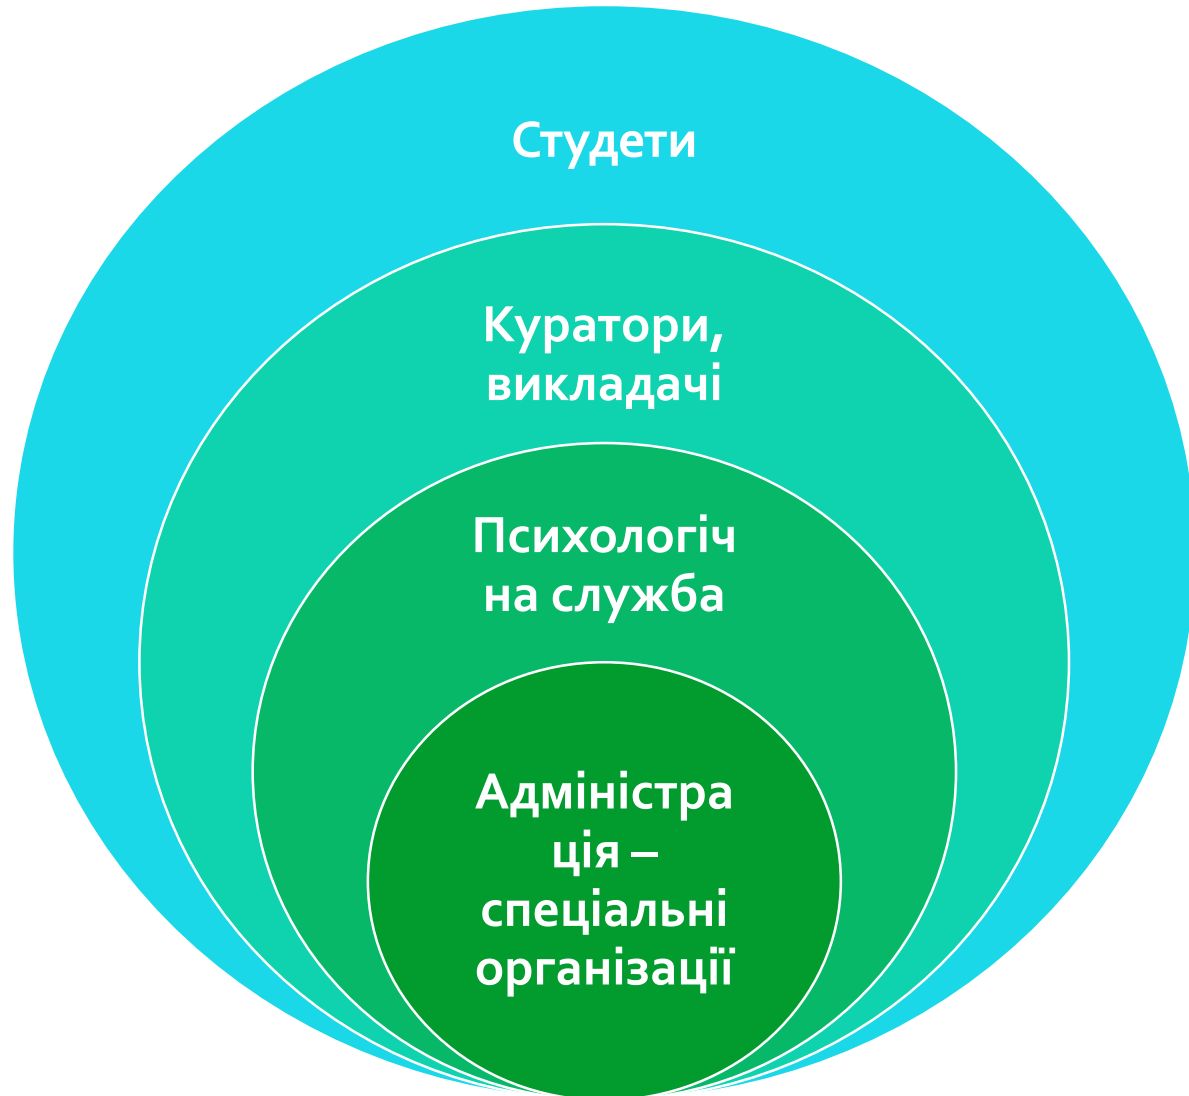 Студети
Куратори,
викладачі
Психологіч
на служба
Адміністра
ція –
спеціальні
організації